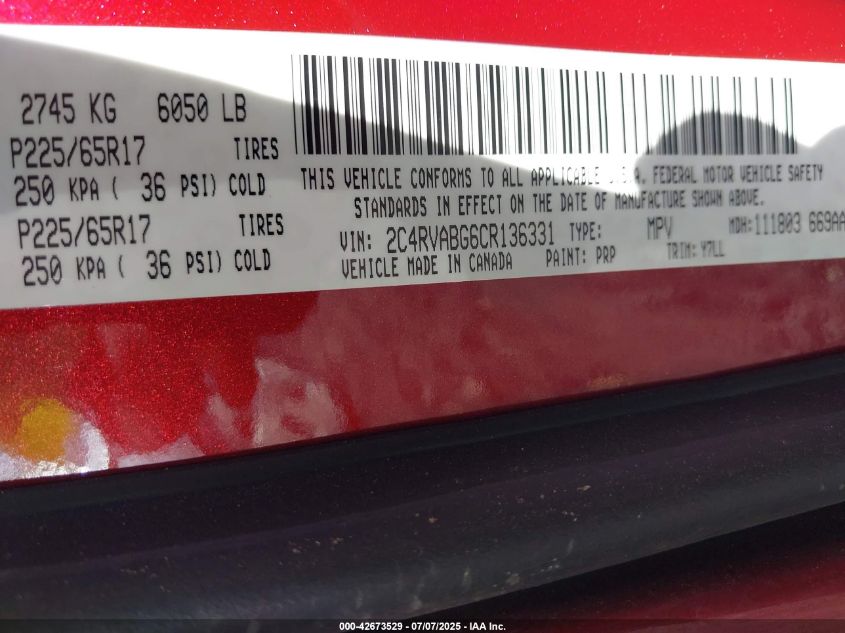 2745 KG 6050 LB
P225/65R17 TIRES
250 KPA ( 36 PSI) COLD
P225/65R17 TIRES
250 KPA ( 36 PSI) COLD
THIS VEHICLE CONFORMS TO ALL APPLICABLE U.S.A. FEDERAL MOTOR VEHICLE SAFETY
STANDARDS IN EFFECT ON THE DATE OF MANUFACTURE SHOWN ABOVE.
VIN: 2C4RVABG6CR136331 TYPE: MPV MDH: 111803 669AA
VEHICLE MADE IN CANADA PAINT: PRP TRIM: Y7LL
000-42673529 - 07/07/2025 - IAA Inc.